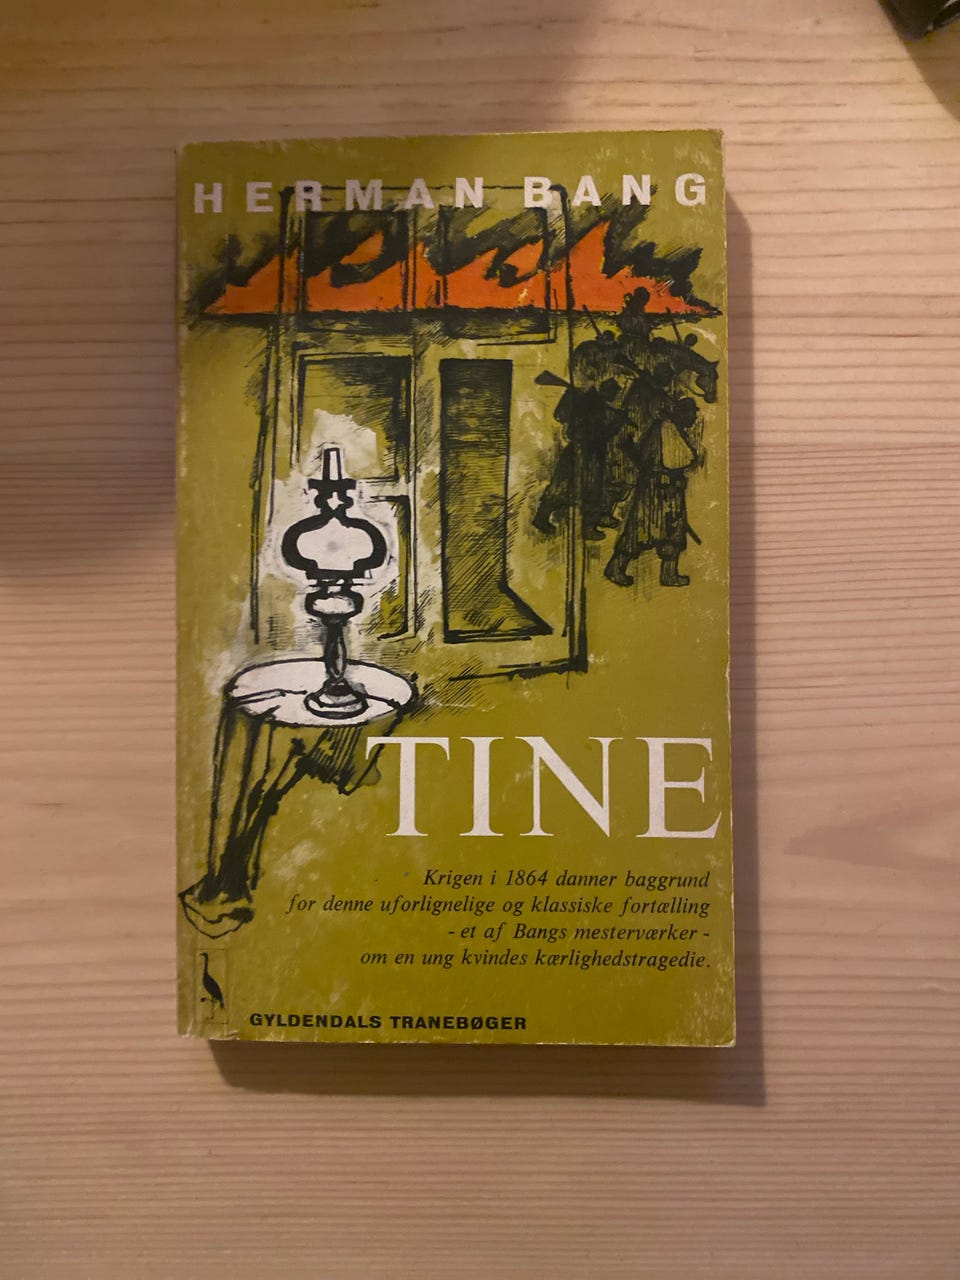 HERMAN BANG
TINE
Krigen i 1864 danner baggrund
for denne uforlignelige og klassiske fortælling
- et af Bangs mesterværker -
om en ung kvindes kærlighedstragedie.
GYLDENDALS TRANEBØGER